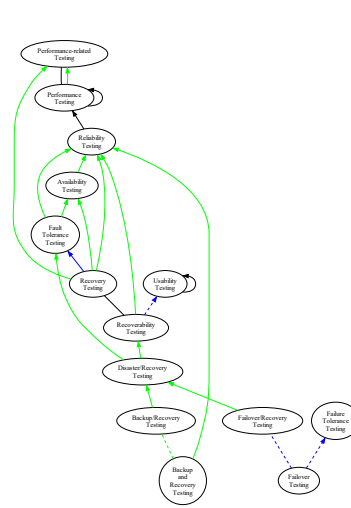 Performance-related
Testing
Performance
Testing
Reliability
Testing
Availability
Testing
Fault
Tolerance
Testing
Recovery
Testing
Usability
Testing
Recoverability
Testing
Disaster/Recovery
Testing
Backup/Recovery
Testing
Failover/Recovery
Testing
Failure
Tolerance
Testing
Backup
and
Recovery
Testing
Failover
Testing